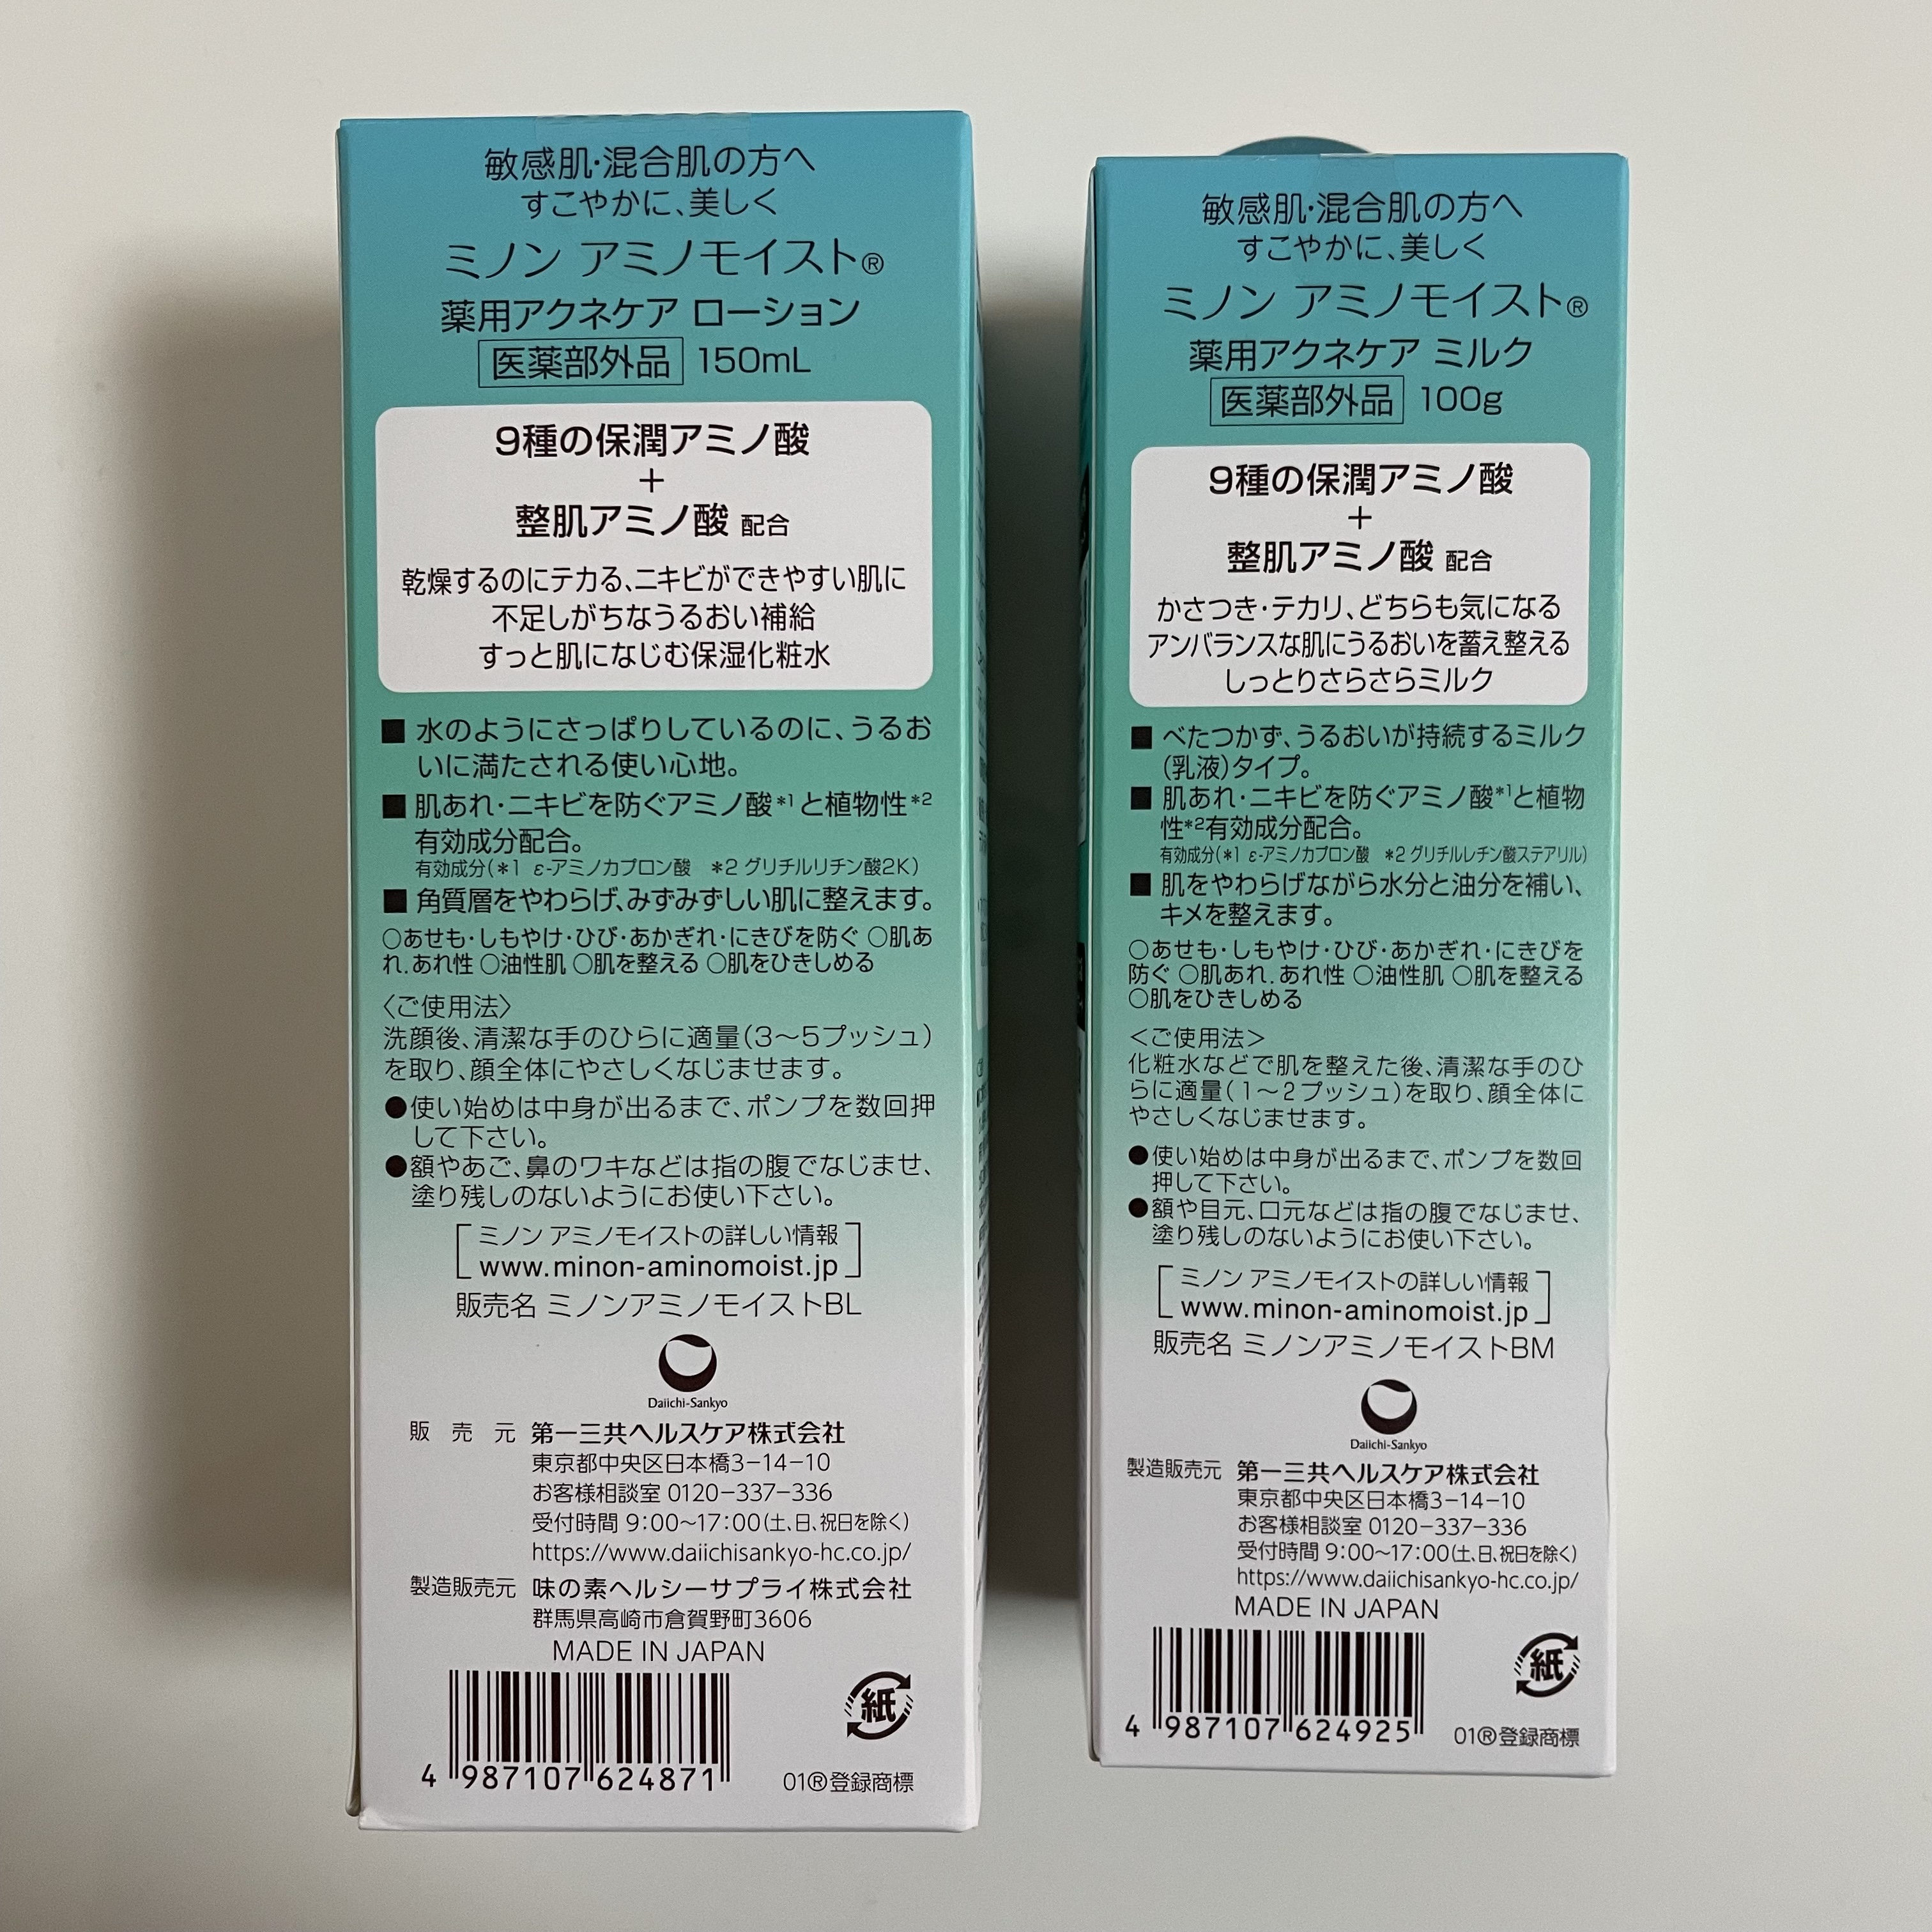 敏感肌・混合肌の方へ
すこやかに、美しく
ミノン アミノモイスト®
薬用アクネケア ローション
医薬部外品 150mL
9種の保潤アミノ酸
+
整肌アミノ酸 配合
乾燥するのにテカる、ニキビができやすい肌に
不足しがちなうるおい補給
すっと肌になじむ保湿化粧水
■ 水のようにさっぱりしているのに、うるお
いに満たされる使い心地。
■ 肌あれ・ニキビを防ぐアミノ酸*1と植物性*2
有効成分配合。
有効成分(*1 ε-アミノカプロン酸 *2 グリチルリチン酸2K)
■ 角質層をやわらげ、みずみずしい肌に整えます。
○あせも・しもやけ・ひび・あかぎれ・にきびを防ぐ ○肌あ
れ.あれ性 ○油性肌 ○肌を整える ○肌をひきしめる
〈ご使用法〉
洗顔後、清潔な手のひらに適量(3〜5プッシュ)
を取り、顔全体にやさしくなじませます。
●使い始めは中身が出るまで、ポンプを数回押
して下さい。
●額やあご、鼻のワキなどは指の腹でなじませ、
塗り残しのないようにお使い下さい。
ミノン アミノモイストの詳しい情報
www.minon-aminomoist.jp
販売名 ミノンアミノモイストBL
Daiichi-Sankyo
販売元 第一三共ヘルスケア株式会社
東京都中央区日本橋3−14−10
お客様相談室 0120−337−336
受付時間 9:00〜17:00(土、日、祝日を除く)
https://www.daiichisankyo-hc.co.jp/
製造販売元 味の素ヘルシーサプライ株式会社
群馬県高崎市倉賀野町3606
MADE IN JAPAN
紙
4 987107 624871
01®登録商標
敏感肌・混合肌の方へ
すこやかに、美しく
ミノン アミノモイスト®
薬用アクネケア ミルク
医薬部外品 100g
9種の保潤アミノ酸
+
整肌アミノ酸 配合
かさつき・テカリ、どちらも気になる
アンバランスな肌にうるおいを蓄え整える
しっとりさらさらミルク
■ べたつかず、うるおいが持続するミルク
(乳液)タイプ。
■ 肌あれ・ニキビを防ぐアミノ酸*1と植物
性*2有効成分配合。
有効成分(*1 ε-アミノカプロン酸 *2 グリチルレチン酸ステアリル)
■ 肌をやわらげながら水分と油分を補い、
キメを整えます。
○あせも・しもやけ・ひび・あかぎれ・にきびを
防ぐ ○肌あれ.あれ性 ○油性肌 ○肌を整える
○肌をひきしめる
＜ご使用法＞
化粧水などで肌を整えた後、清潔な手のひ
らに適量(1〜2プッシュ)を取り、顔全体に
やさしくなじませます。
●使い始めは中身が出るまで、ポンプを数回
押して下さい。
●額や目元、口元などは指の腹でなじませ、
塗り残しのないようにお使い下さい。
ミノン アミノモイストの詳しい情報
www.minon-aminomoist.jp
販売名 ミノンアミノモイストBM
Daiichi-Sankyo
製造販売元 第一三共ヘルスケア株式会社
東京都中央区日本橋3−14−10
お客様相談室 0120−337−336
受付時間 9:00〜17:00(土、日、祝日を除く)
https://www.daiichisankyo-hc.co.jp/
MADE IN JAPAN
紙
4 987107 624925
01®登録商標